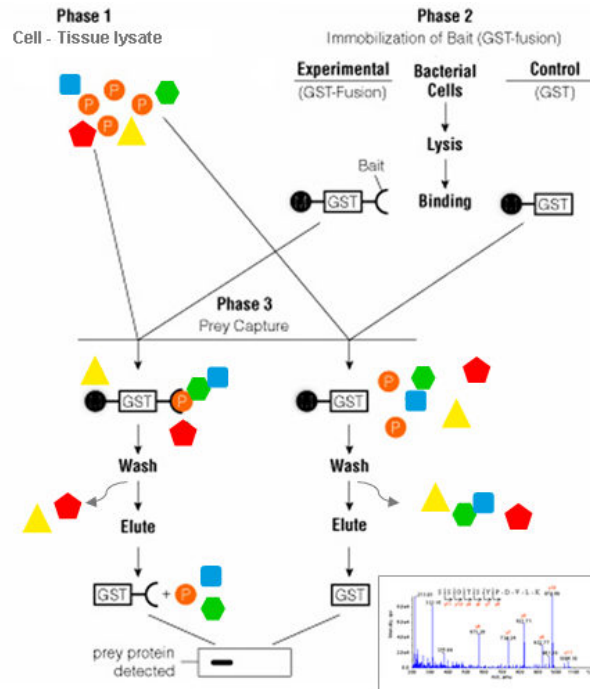 Phase 1
Cell - Tissue lysate
P
P
P
P
P
Phase 2
Immobilization of Bait (GST-fusion)
Experimental
(GST-Fusion)
Bacterial
Cells
Control
(GST)
Lysis
Bait
GST
Binding
GST
Phase 3
Prey Capture
GST
P
GST
P
P
Wash
Wash
Elute
Elute
GST
+
P
GST
prey protein
detected